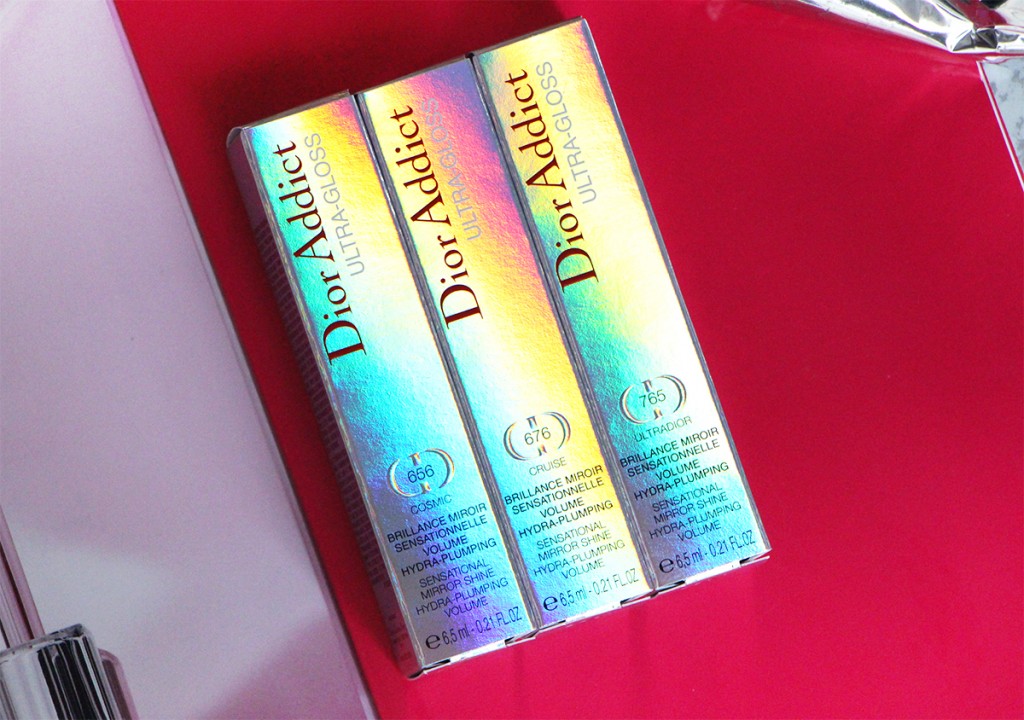 Dior Addict
ULTRA-GLOSS
656
COSMIC
BRILLANCE MIROIR
SENSATIONNELLE
VOLUME
HYDRA-PLUMPING
SENSATIONAL
MIRROR SHINE
HYDRA-PLUMPING
VOLUME
e 6,5 ml - 0.21 FL.OZ
Dior Addict
ULTRA-GLOSS
676
CRUISE
BRILLANCE MIROIR
SENSATIONNELLE
VOLUME
HYDRA-PLUMPING
SENSATIONAL
MIRROR SHINE
HYDRA-PLUMPING
VOLUME
e 6,5 ml - 0.21 FL.OZ
Dior Addict
ULTRA-GLOSS
765
ULTRADIOR
BRILLANCE MIROIR
SENSATIONNELLE
VOLUME
HYDRA-PLUMPING
SENSATIONAL
MIRROR SHINE
HYDRA-PLUMPING
VOLUME
e 6,5 ml - 0.21 FL.OZ